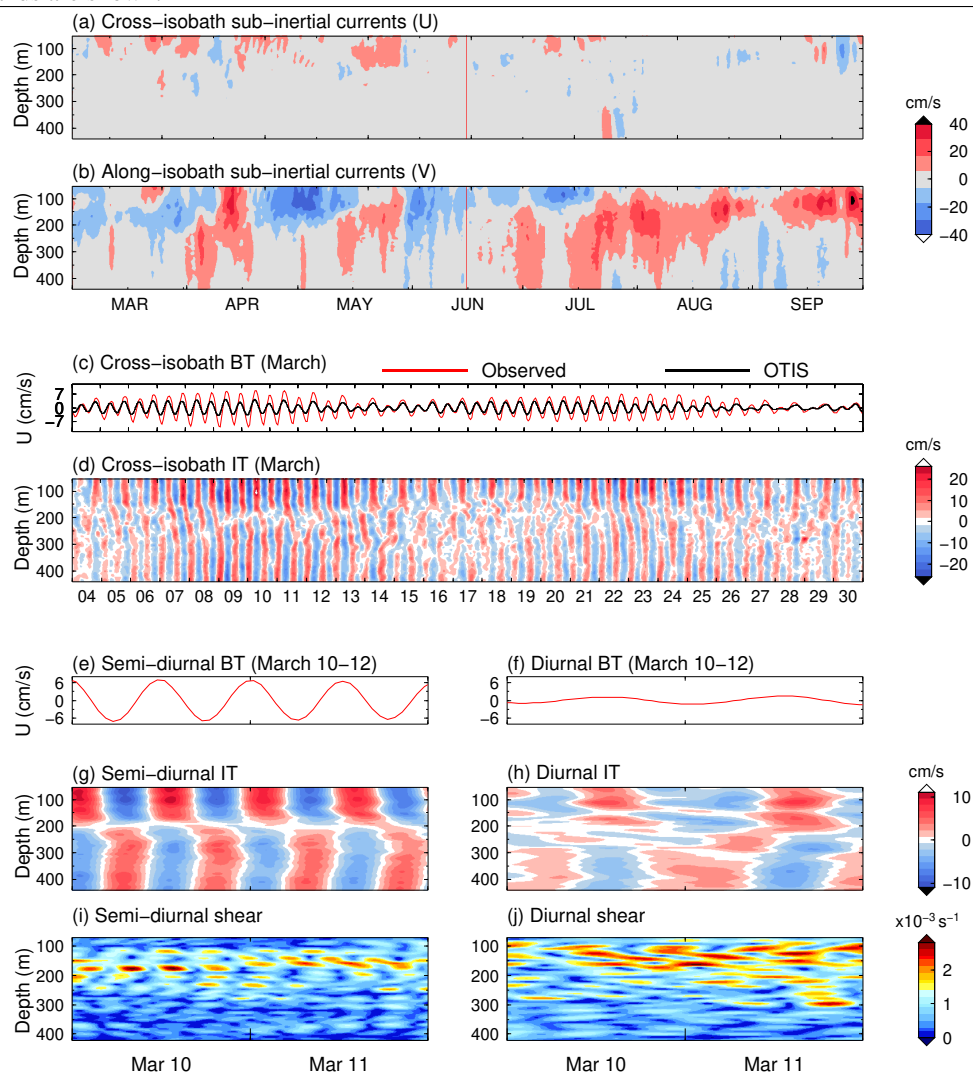 (a) Cross-isobath sub-inertial currents (U)
Depth (m)
100
200
300
400
cm/s
40
20
0
-20
-40
(b) Along-isobath sub-inertial currents (V)
Depth (m)
100
200
300
400
MAR APR MAY JUN JUL AUG SEP
(c) Cross-isobath BT (March) Observed OTIS
U (cm/s)
7
0
-7
(d) Cross-isobath IT (March)
Depth (m)
100
200
300
400
cm/s
20
10
0
-10
-20
04 05 06 07 08 09 10 11 12 13 14 15 16 17 18 19 20 21 22 23 24 25 26 27 28 29 30
(e) Semi-diurnal BT (March 10-12) (f) Diurnal BT (March 10-12)
U (cm/s)
6 6
0 0
-6 -6
(g) Semi-diurnal IT (h) Diurnal IT
Depth (m)
100 100
200 200
300 300
400 400
cm/s
10
0
-10
(i) Semi-diurnal shear (j) Diurnal shear
Depth (m)
100 100
200 200
300 300
400 400
x10⁻³ s⁻¹
2
1
0
Mar 10 Mar 11 Mar 10 Mar 11